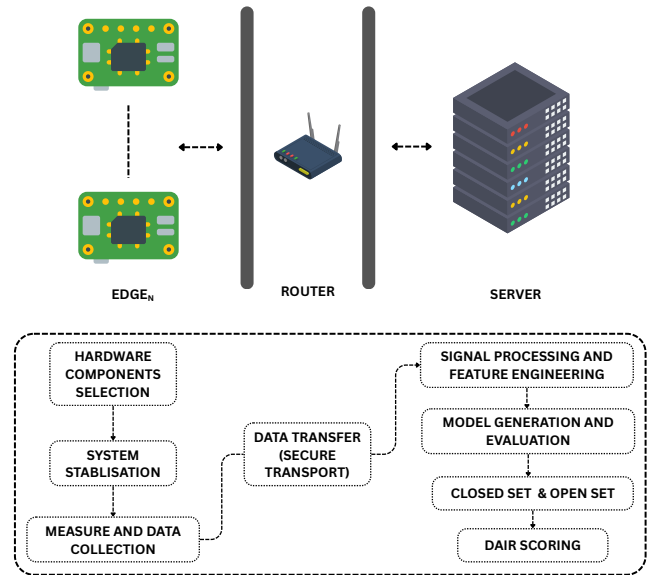 EDGEN
ROUTER
SERVER
HARDWARE
COMPONENTS
SELECTION
SYSTEM
STABLISATION
MEASURE AND DATA
COLLECTION
DATA TRANSFER
(SECURE
TRANSPORT)
SIGNAL PROCESSING AND
FEATURE ENGINEERING
MODEL GENERATION AND
EVALUATION
CLOSED SET & OPEN SET
DAIR SCORING